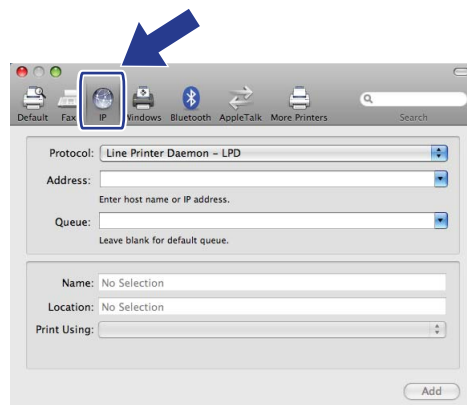 Default Fax IP Windows Bluetooth AppleTalk More Printers Search
Protocol: Line Printer Daemon – LPD
Address:
Enter host name or IP address.
Queue:
Leave blank for default queue.
Name: No Selection
Location: No Selection
Print Using:
Add